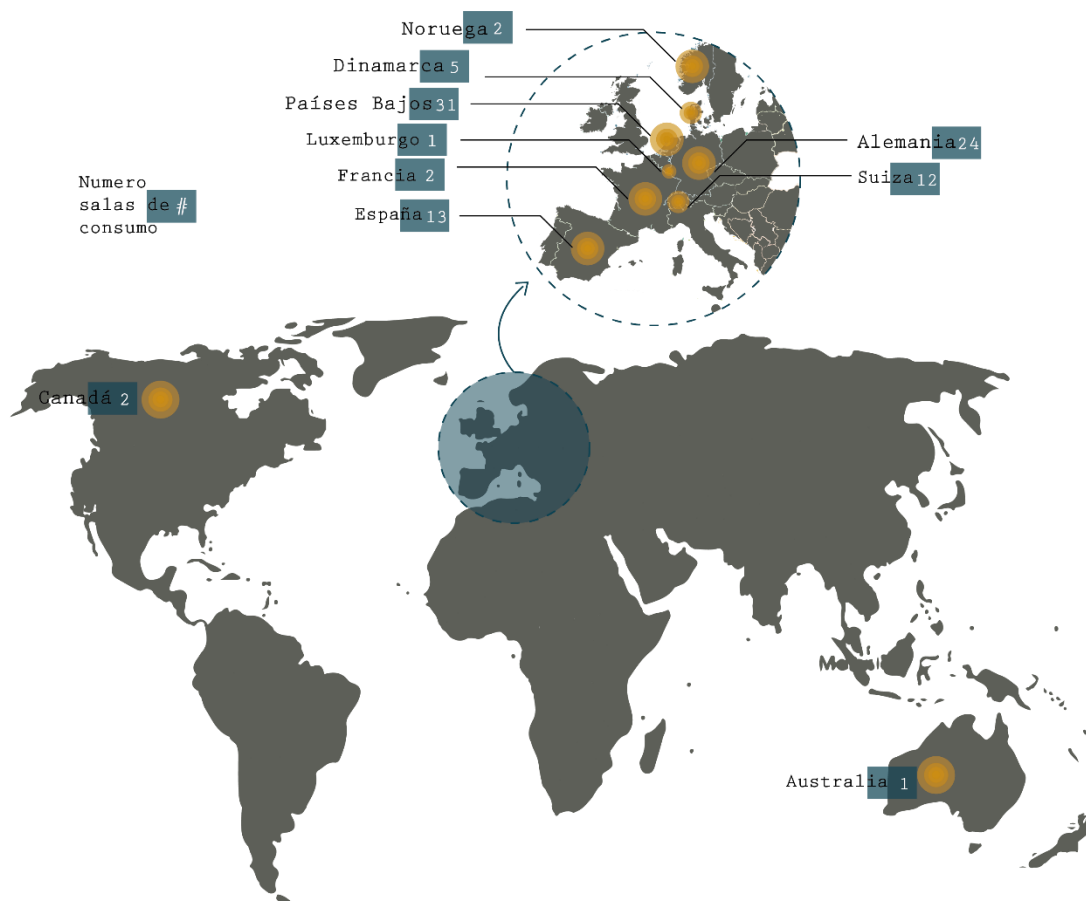 Noruega 2
Dinamarca 5
Países Bajos 31
Luxemburgo 1
Francia 2
España 13
Alemania 24
Suiza 12
Numero
salas de #
consumo
Canadá 2
Australia 1